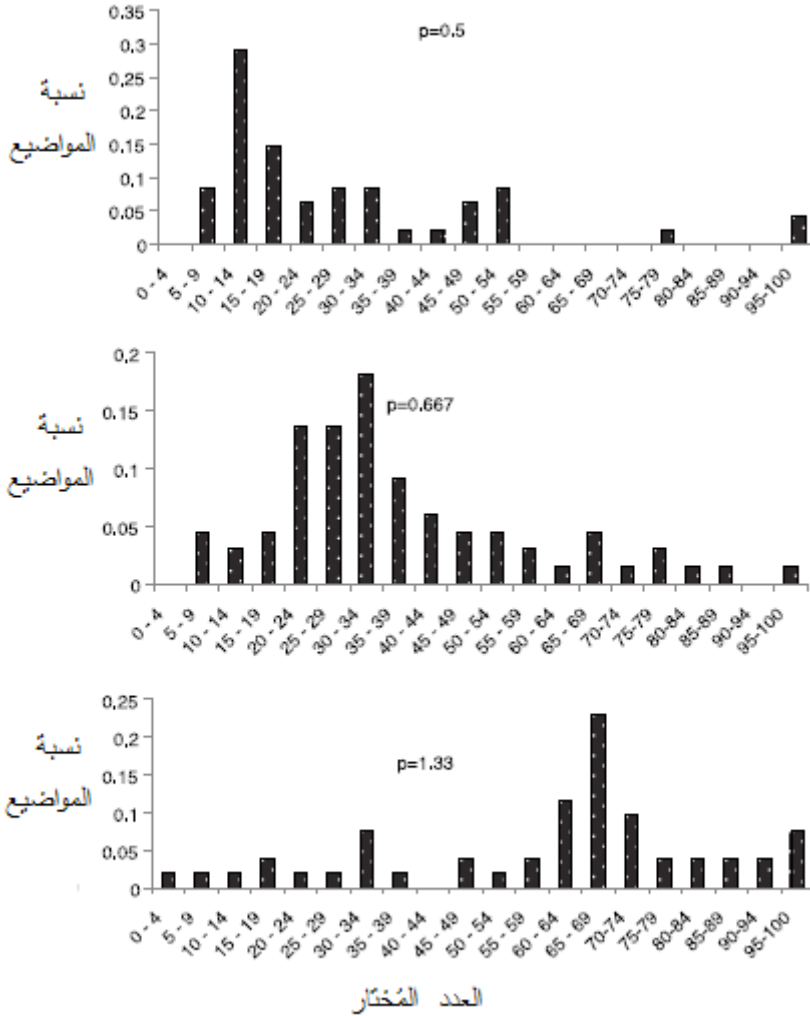 0.35
0.3
0.25
0.2
0.15
0.1
0.05
0
p=0.5
نسبة
المواضيع
0 - 4
5 - 9
10 - 14
15 - 19
20 - 24
25 - 29
30 - 34
35 - 39
40 - 44
45 - 49
50 - 54
55 - 59
60 - 64
65 - 69
70-74
75-79
80-84
85-89
90-94
95-100
0,2
0.15
0.1
0.05
0
p=0.667
نسبة
المواضيع
0 - 4
5 - 9
10 - 14
15 - 19
20 - 24
25 - 29
30 - 34
35 - 39
40 - 44
45 - 49
50 - 54
55 - 59
60 - 64
65 - 69
70-74
75-79
80-84
85-89
90-94
95-100
0,25
0,2
0.15
0.1
0.05
0
p=1.33
نسبة
المواضيع
0 - 4
5 - 9
10 - 14
15 - 19
20 - 24
25 - 29
30 - 34
35 - 39
40 - 44
45 - 49
50 - 54
55 - 59
60 - 64
65 - 69
70-74
75-79
80-84
85-89
90-94
95-100
العدد المُختار